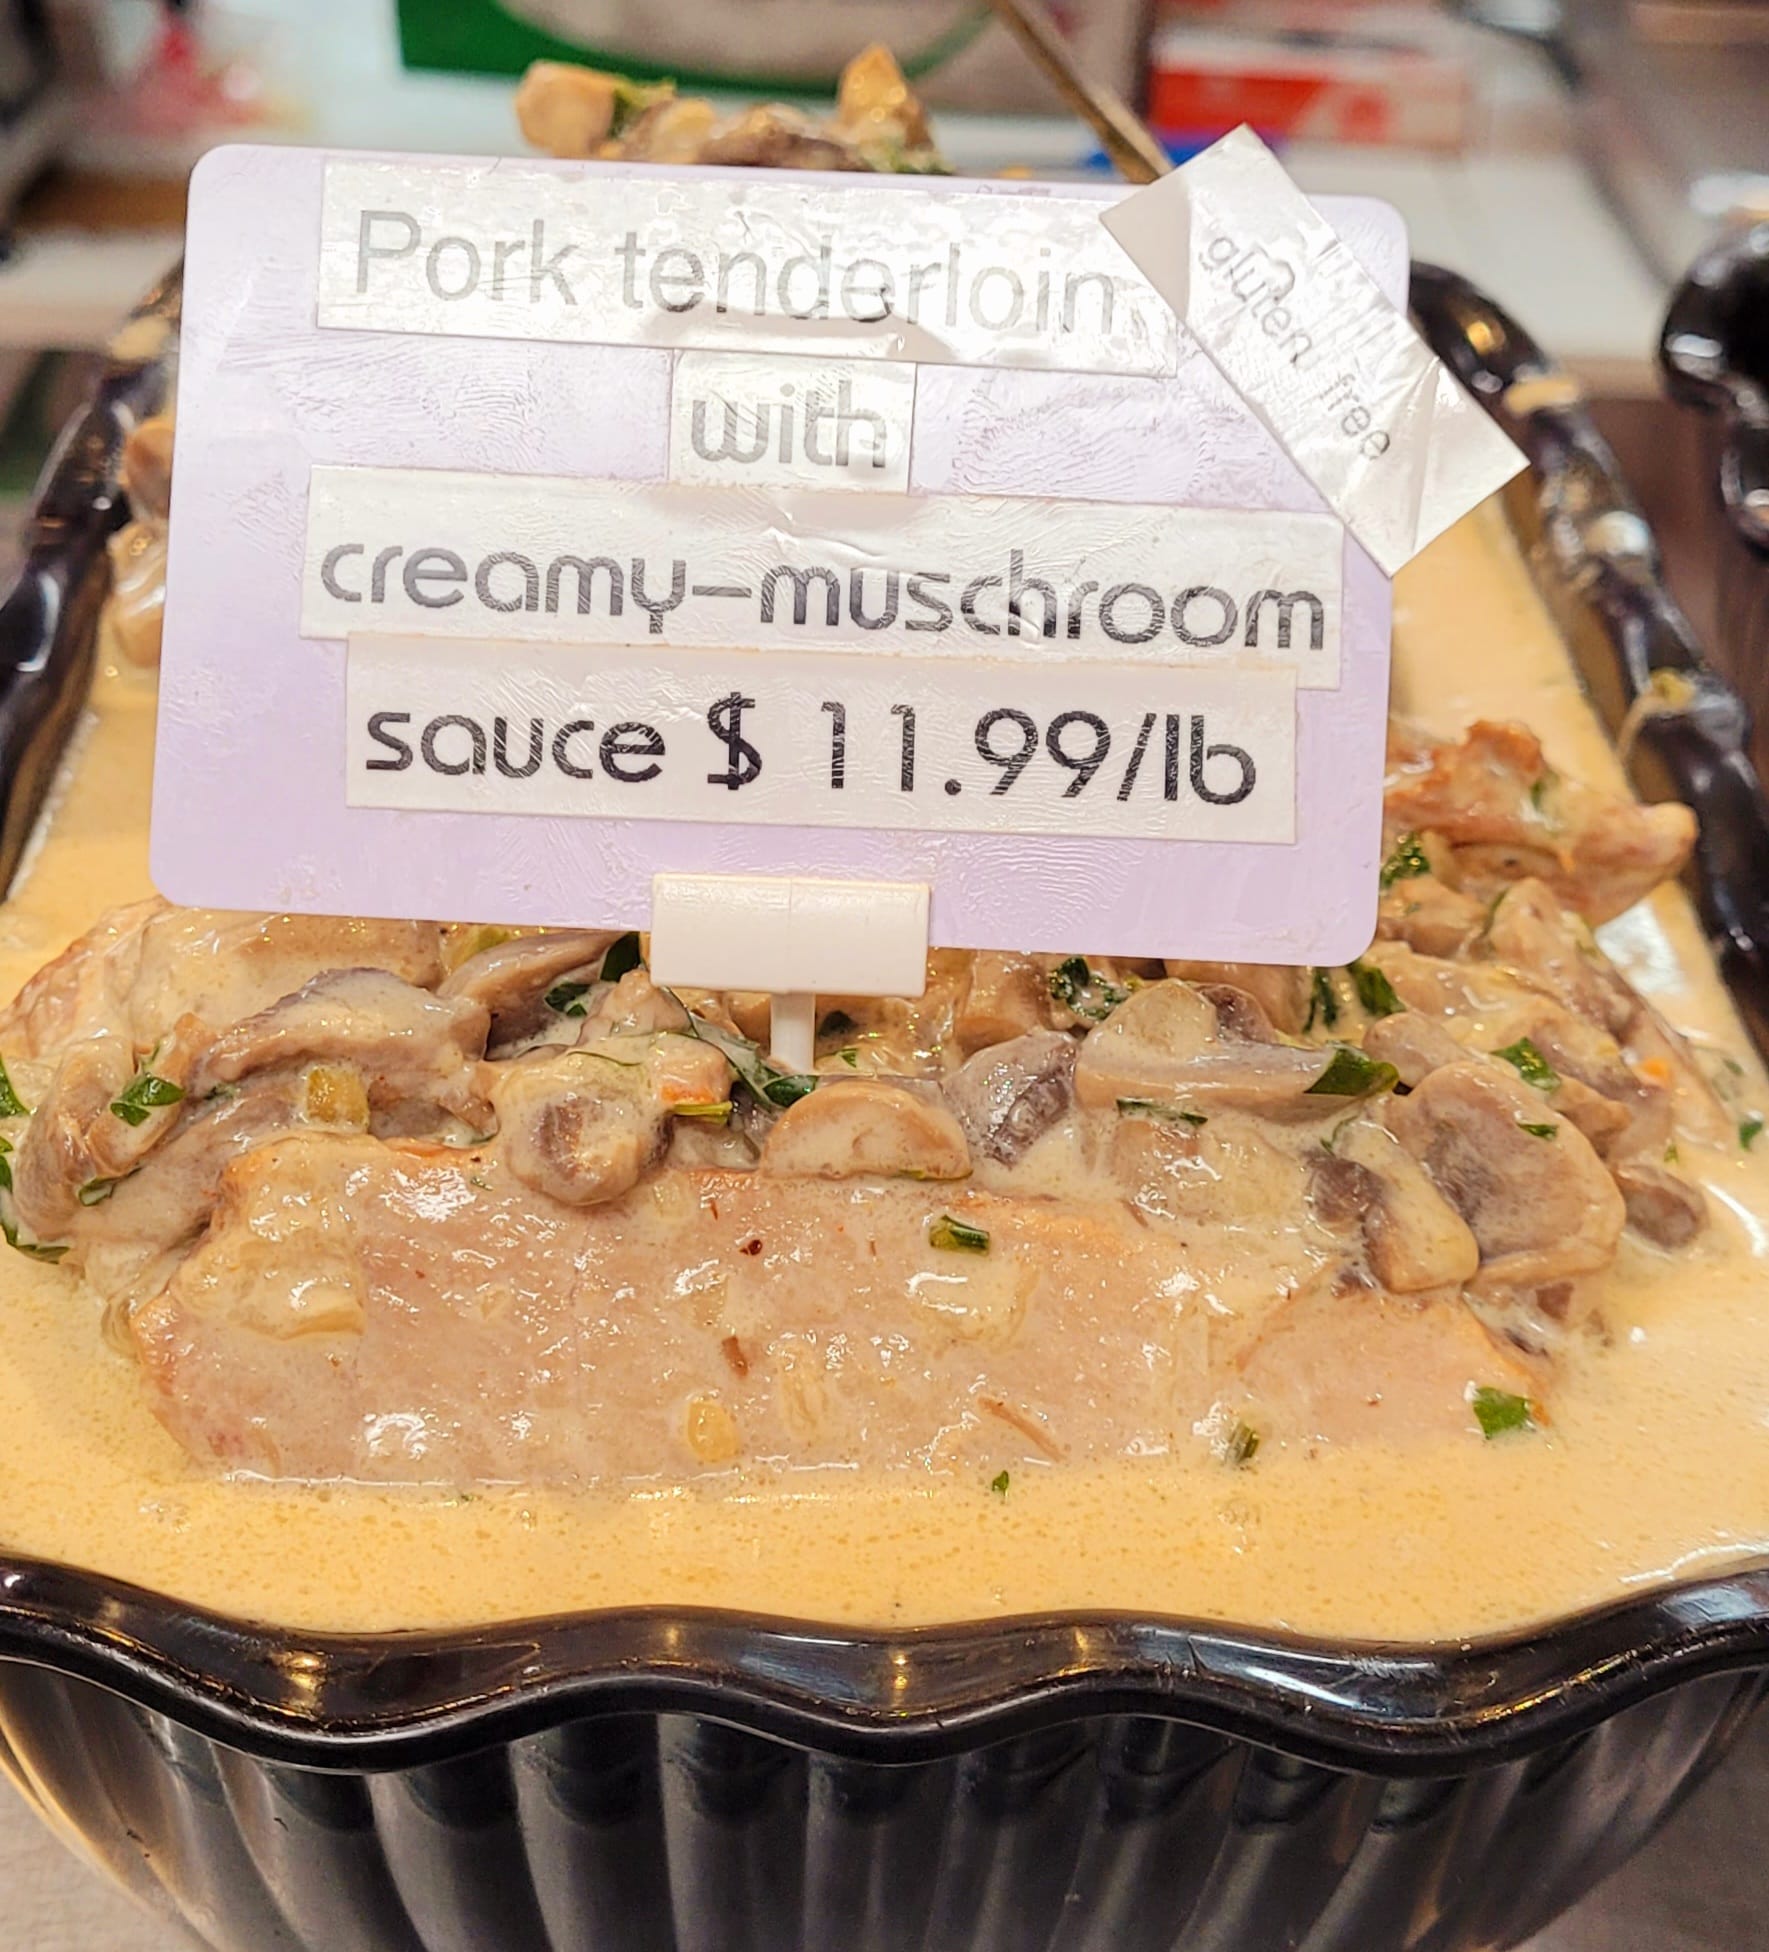 Pork tenderloin
with
creamy-muschroom
sauce $ 11.99/lb
gluten free